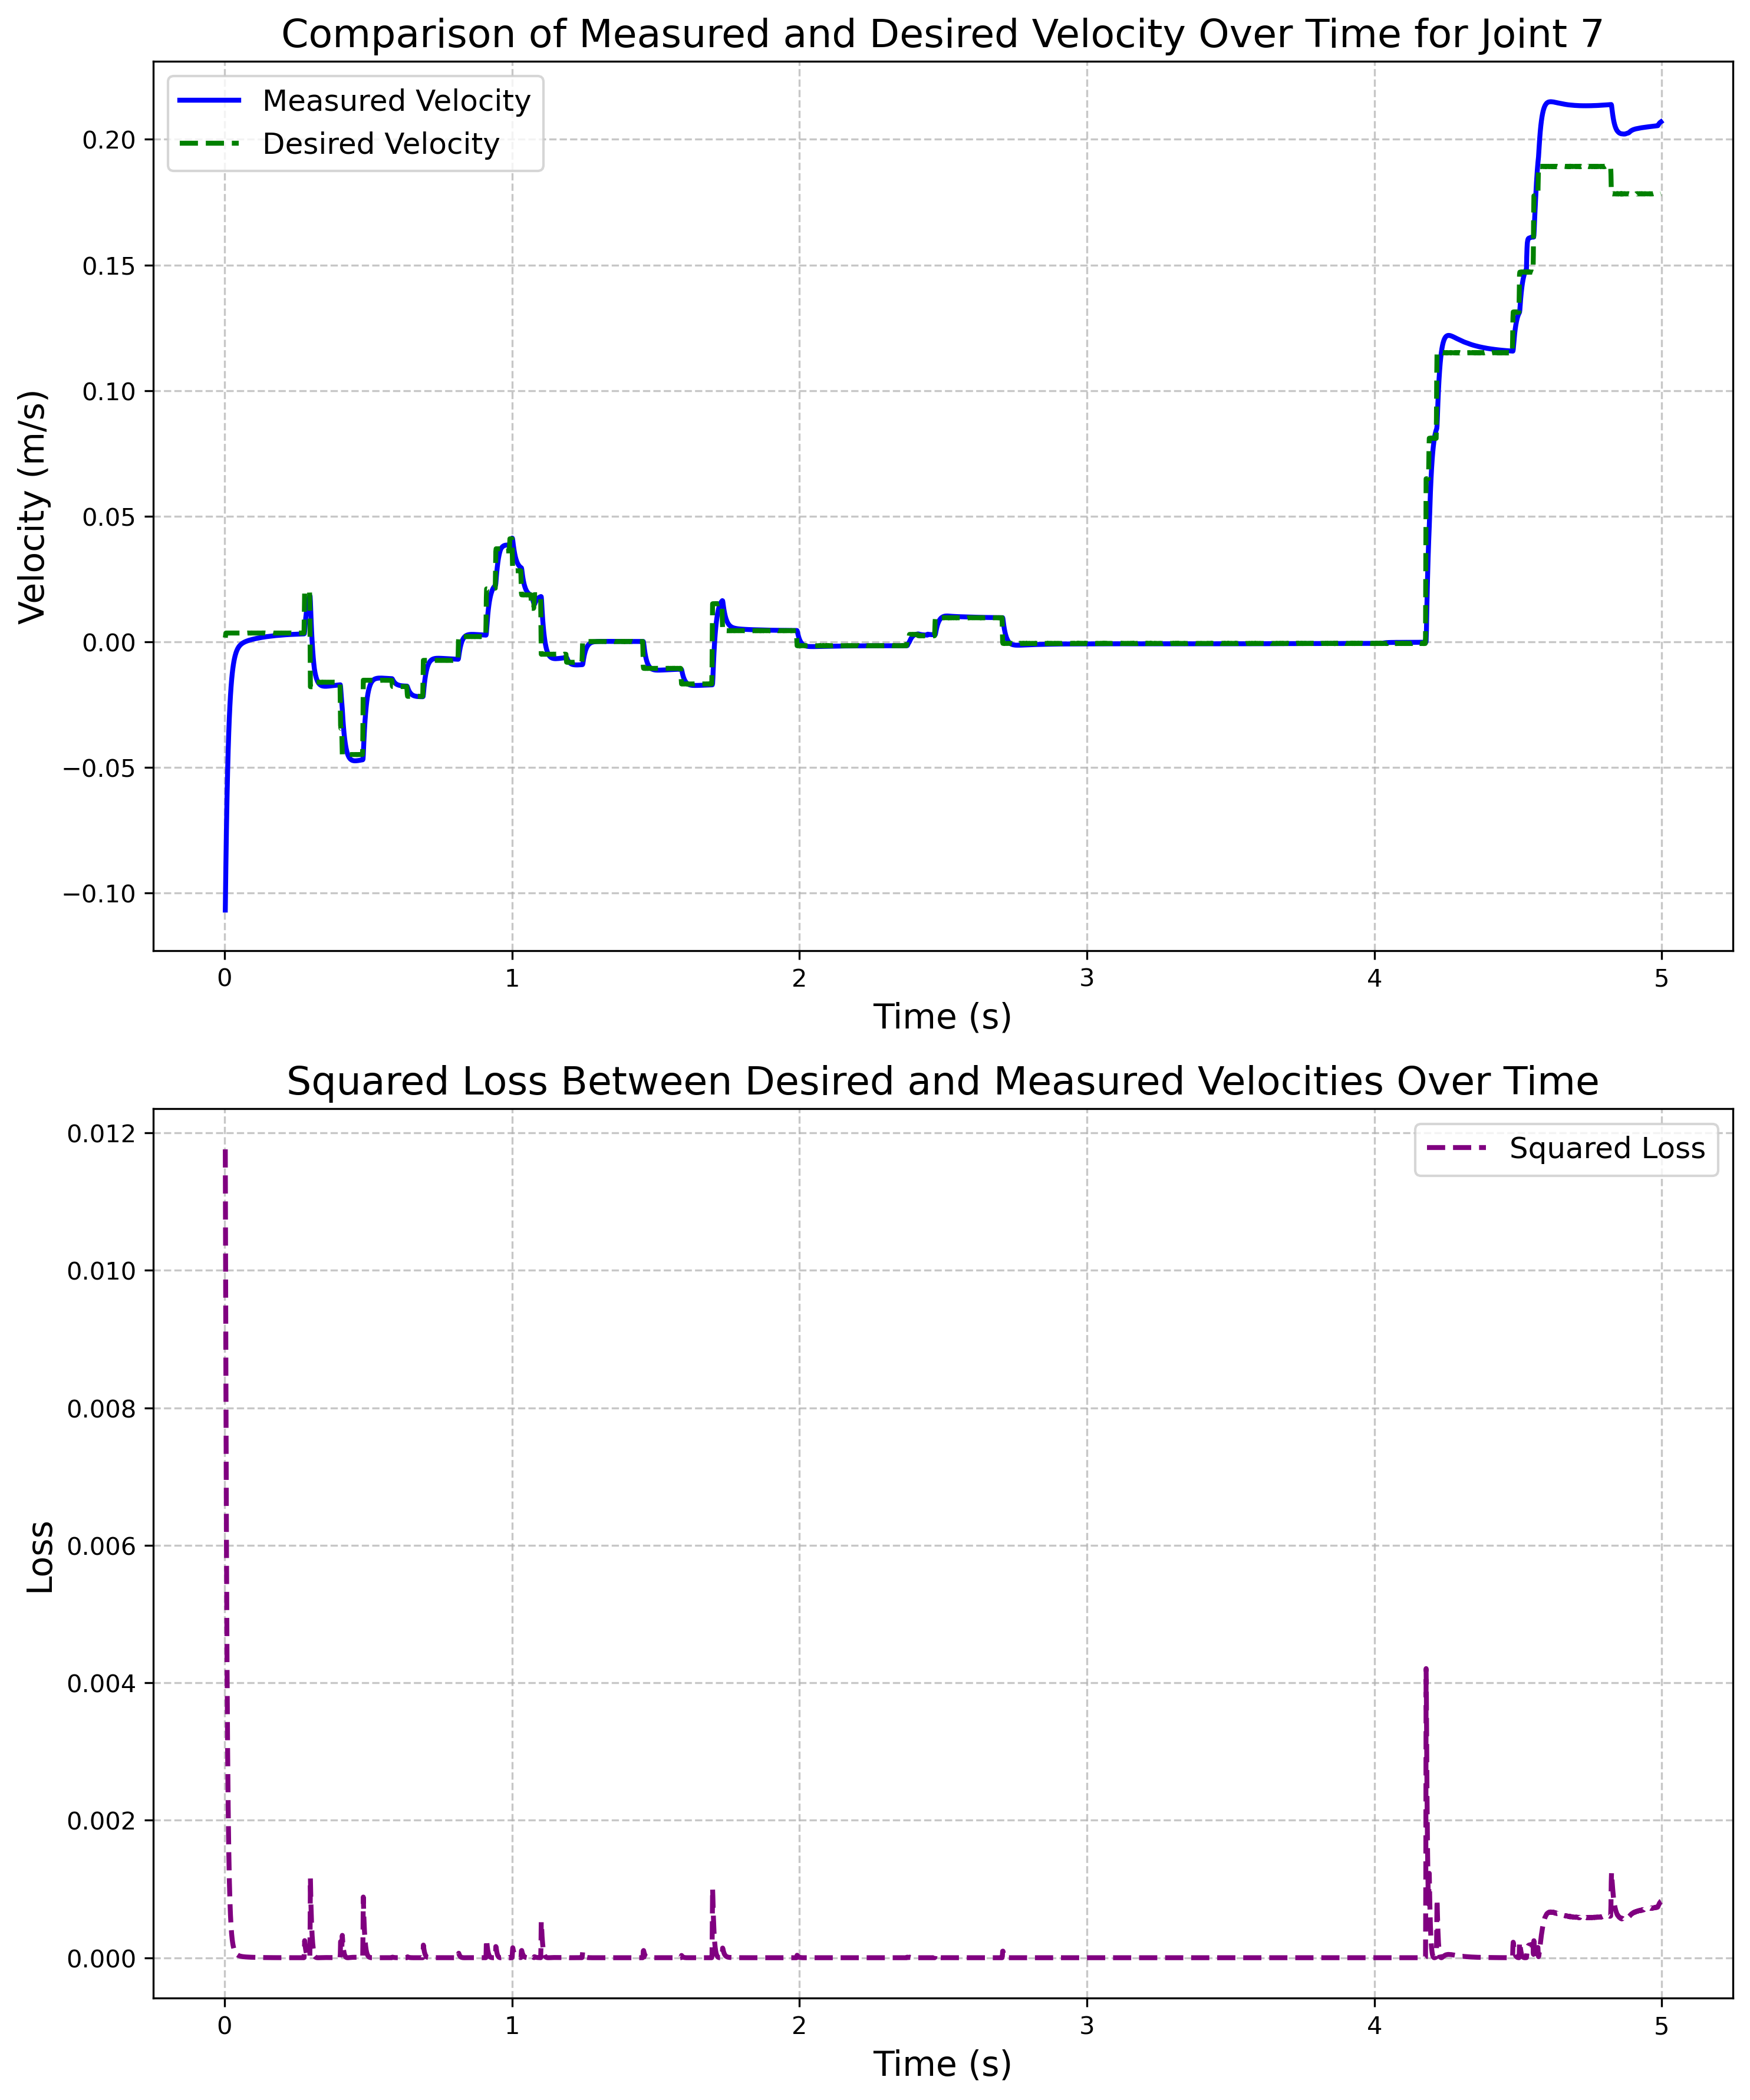 Comparison of Measured and Desired Velocity Over Time for Joint 7
Measured Velocity
Desired Velocity
Velocity (m/s)
0.20
0.15
0.10
0.05
0.00
−0.05
−0.10
0 1 2 3 4 5
Time (s)
Squared Loss Between Desired and Measured Velocities Over Time
Squared Loss
Loss
0.012
0.010
0.008
0.006
0.004
0.002
0.000
0 1 2 3 4 5
Time (s)